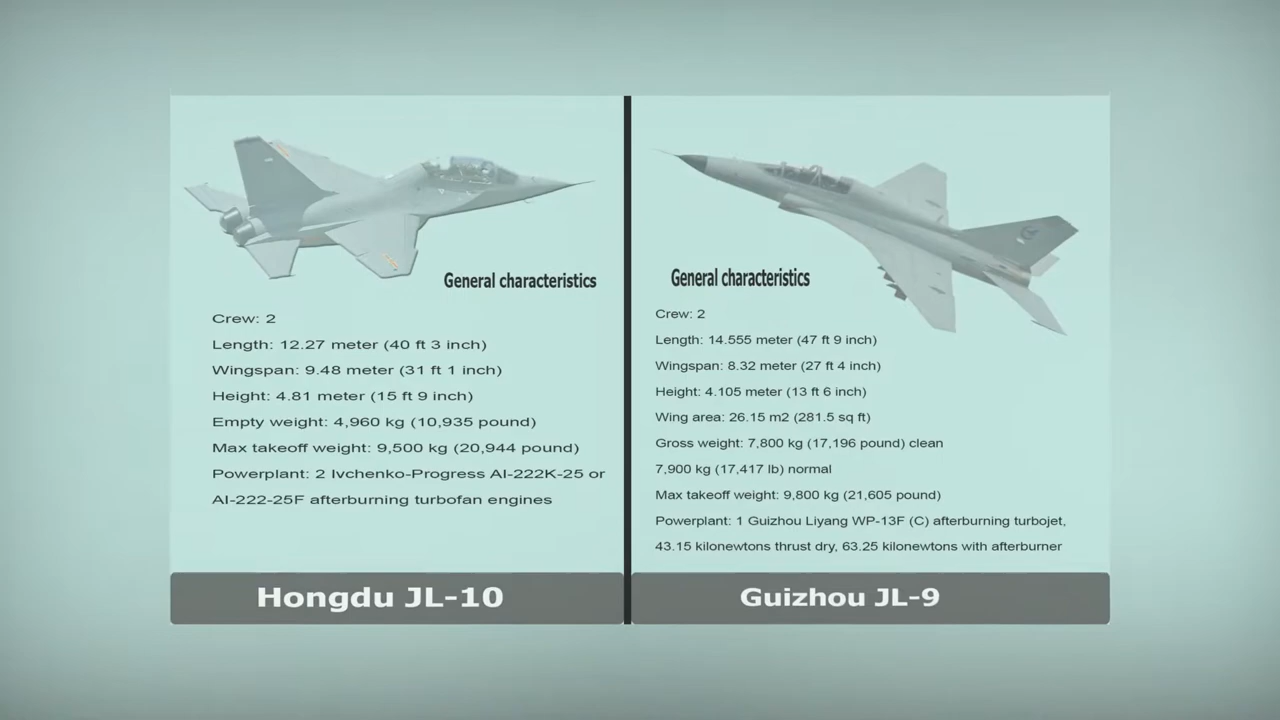 General characteristics
Crew: 2
Length: 12.27 meter (40 ft 3 inch)
Wingspan: 9.48 meter (31 ft 1 inch)
Height: 4.81 meter (15 ft 9 inch)
Empty weight: 4,960 kg (10,935 pound)
Max takeoff weight: 9,500 kg (20,944 pound)
Powerplant: 2 Ivchenko-Progress AI-222K-25 or
AI-222-25F afterburning turbofan engines
Hongdu JL-10
General characteristics
Crew: 2
Length: 14.555 meter (47 ft 9 inch)
Wingspan: 8.32 meter (27 ft 4 inch)
Height: 4.105 meter (13 ft 6 inch)
Wing area: 26.15 m2 (281.5 sq ft)
Gross weight: 7,800 kg (17,196 pound) clean
7,900 kg (17,417 lb) normal
Max takeoff weight: 9,800 kg (21,605 pound)
Powerplant: 1 Guizhou Liyang WP-13F (C) afterburning turbojet,
43.15 kilonewtons thrust dry, 63.25 kilonewtons with afterburner
Guizhou JL-9